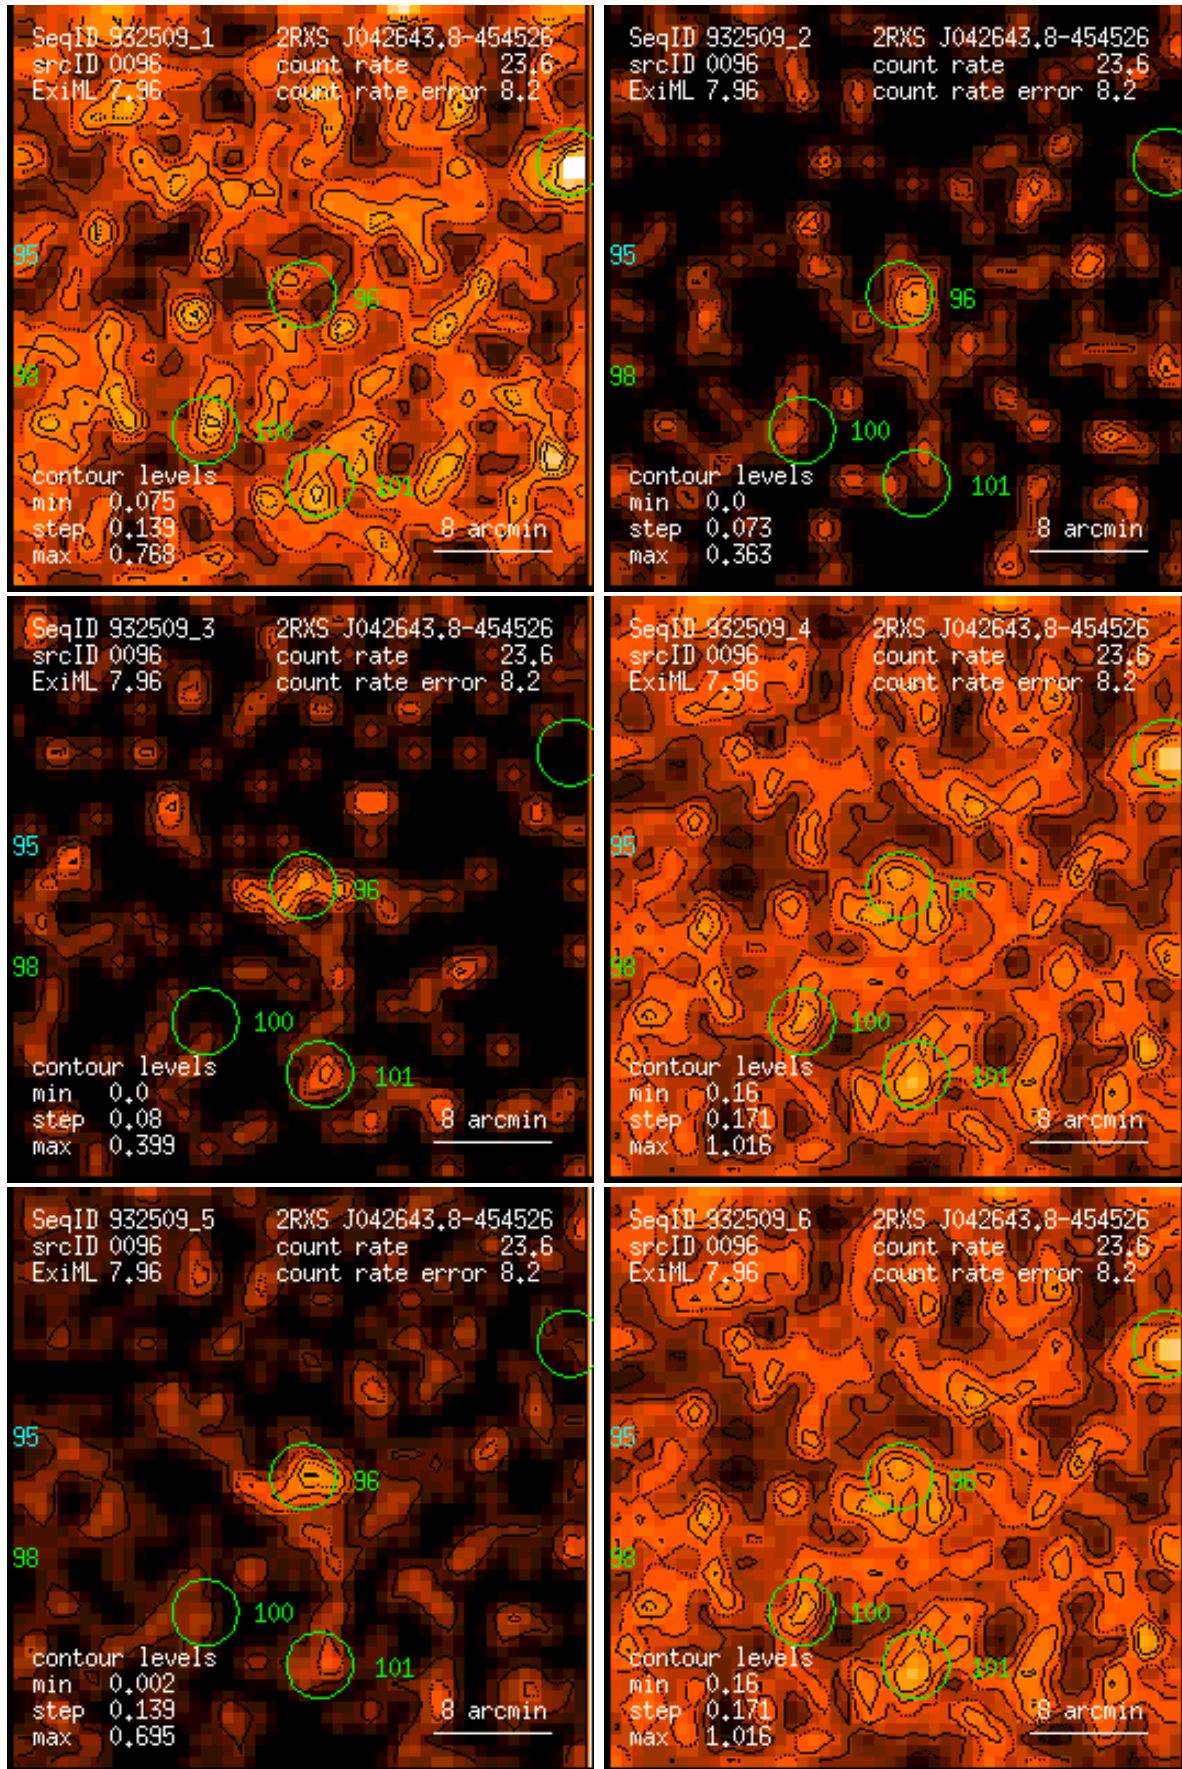 SeqID 932509_1 2RXS J042643.8-454526
srcID 0096 count rate 23.6
ExiML 7.96 count rate error 8.2
95
96
98
100
contour levels
101
min 0.075
step 0.139 8 arcmin
max 0.768
SeqID 932509_2 2RXS J042643.8-454526
srcID 0096 count rate 23.6
ExiML 7.96 count rate error 8.2
95
96
98
100
contour levels
101
min 0.0
step 0.073 8 arcmin
max 0.363
SeqID 932509_3 2RXS J042643.8-454526
srcID 0096 count rate 23.6
ExiML 7.96 count rate error 8.2
95
96
98
100
contour levels
101
min 0.0
step 0.08 8 arcmin
max 0.399
SeqID 932509_4 2RXS J042643.8-454526
srcID 0096 count rate 23.6
ExiML 7.96 count rate error 8.2
95
96
98
100
contour levels
101
min 0.16
step 0.171 8 arcmin
max 1.016
SeqID 932509_5 2RXS J042643.8-454526
srcID 0096 count rate 23.6
ExiML 7.96 count rate error 8.2
95
96
98
100
contour levels
101
min 0.002
step 0.139 8 arcmin
max 0.695
SeqID 932509_6 2RXS J042643.8-454526
srcID 0096 count rate 23.6
ExiML 7.96 count rate error 8.2
95
96
98
100
contour levels
101
min 0.16
step 0.171 8 arcmin
max 1.016